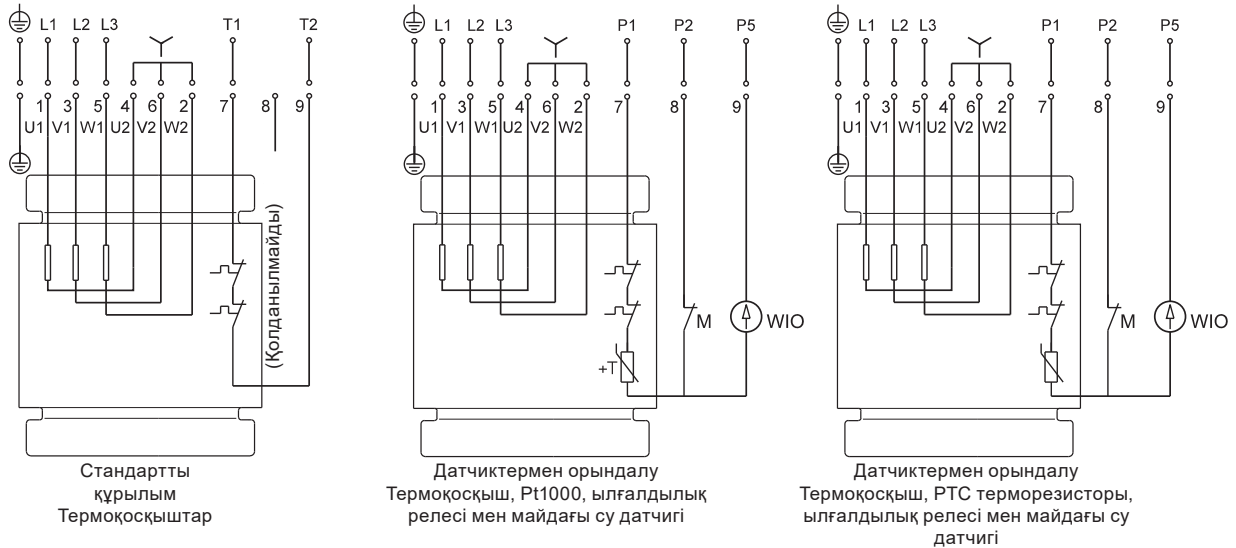 L1 L2 L3 T1 T2
1 3 5 4 6 2 7 8 9
U1 V1 W1 U2 V2 W2
(Қолданылмайды)
Стандартты
құрылым
Термоқосқыштар
L1 L2 L3 P1 P2 P5
1 3 5 4 6 2 7 8 9
U1 V1 W1 U2 V2 W2
M WIO
+T
Датчиктермен орындалу
Термоқосқыш, Pt1000, ылғалдылық
релесі мен майдағы су датчигі
L1 L2 L3 P1 P2 P5
1 3 5 4 6 2 7 8 9
U1 V1 W1 U2 V2 W2
M WIO
Датчиктермен орындалу
Термоқосқыш, PTC терморезисторы,
ылғалдылық релесі мен майдағы су
датчигі